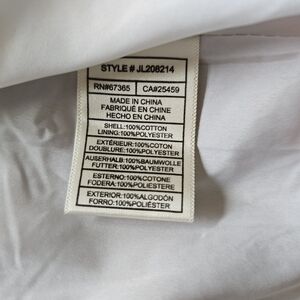 STYLE # JL208214
RN#67365 CA#25459
MADE IN CHINA
FABRIQUÉ EN CHINE
HECHO EN CHINA
SHELL:100%COTTON
LINING:100%POLYESTER
EXTÉRIEUR:100%COTON
DOUBLURE:100%POLYESTER
AUßERHALB:100%BAUMWOLLE
FUTTER:100%POLYESTER
ESTERNO:100%COTONE
FODERA:100%POLIESTERE
EXTERIOR:100%ALGODÓN
FORRO:100%POLIÉSTER